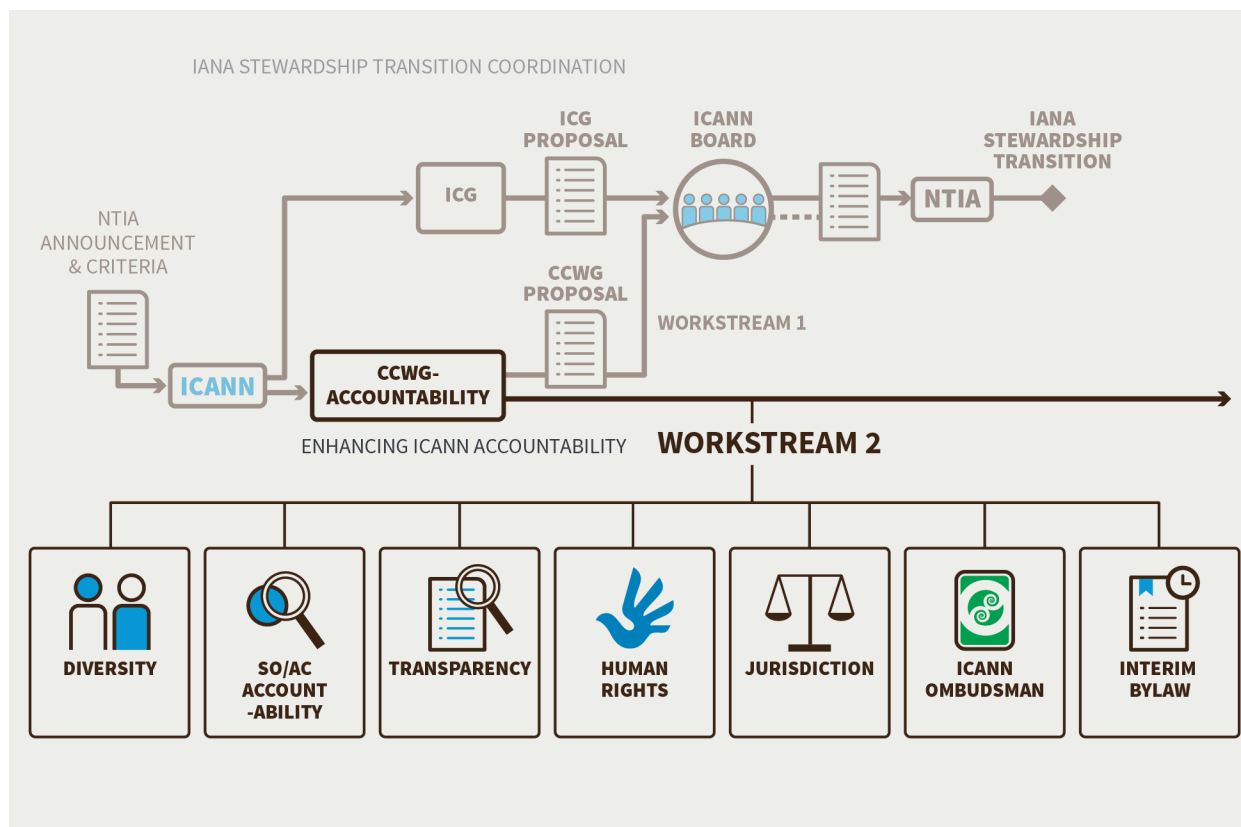 IANA STEWARDSHIP TRANSITION COORDINATION
ICG
PROPOSAL
ICANN
BOARD
IANA
STEWARDSHIP
TRANSITION
ICG
NTIA
NTIA
ANNOUNCEMENT
& CRITERIA
CCWG
PROPOSAL
WORKSTREAM 1
ICANN
CCWG-
ACCOUNTABILITY
ENHANCING ICANN ACCOUNTABILITY
WORKSTREAM 2
DIVERSITY
SO/AC
ACCOUNT
-ABILITY
TRANSPARENCY
HUMAN
RIGHTS
JURISDICTION
ICANN
OMBUDSMAN
INTERIM
BYLAW